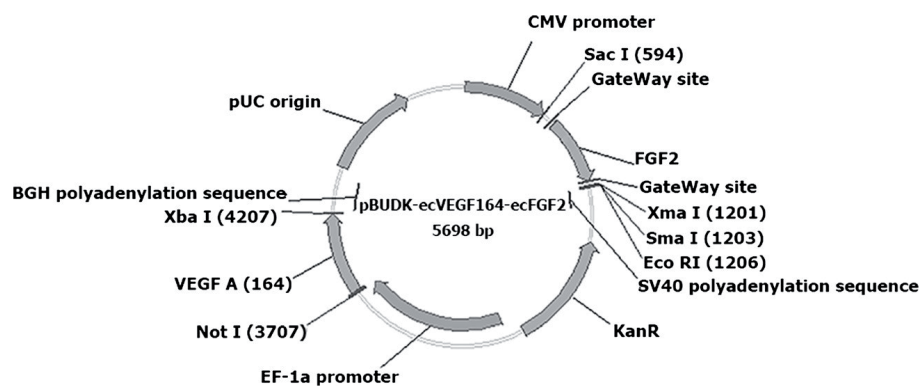 CMV promoter
Sac I (594)
GateWay site
pUC origin
FGF2
BGH polyadenylation sequence
GateWay site
pBUDK-ecVEGF164-ecFGF2
Xba I (4207)
Xma I (1201)
5698 bp
Sma I (1203)
Eco RI (1206)
VEGF A (164)
SV40 polyadenylation sequence
Not I (3707)
KanR
EF-1a promoter